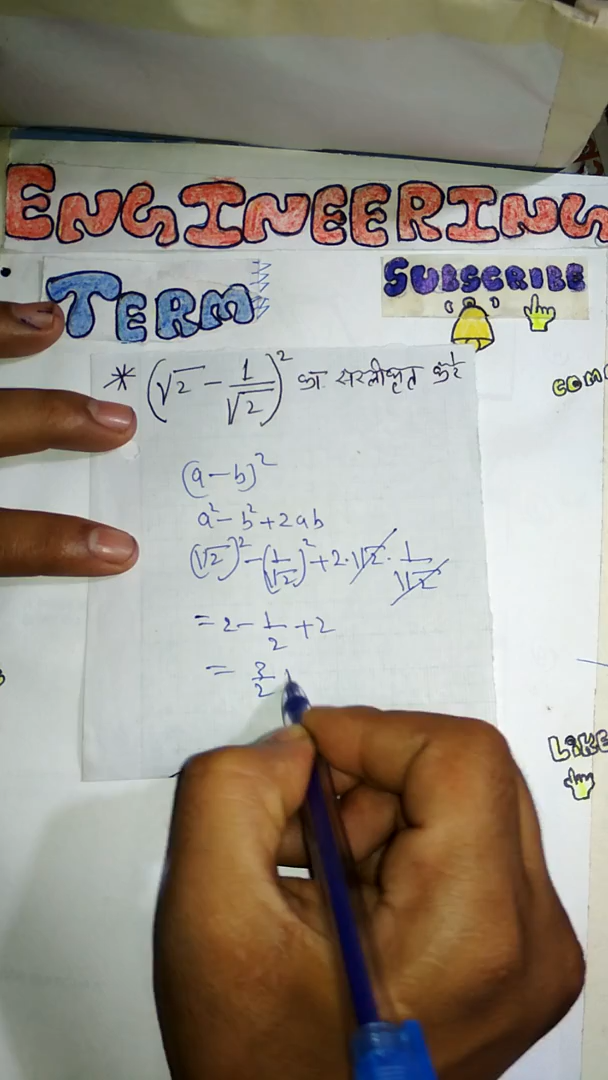 ENGINEERING
TERM
SUBSCRIBE
* (√2 - 1/√2)² का सरलीकृत करें
COM
(a-b)²
a²-b²+2ab
(√2)²-(1/√2)²+2·√2·1/√2
=2-1/2+2
=3/2
LIKE